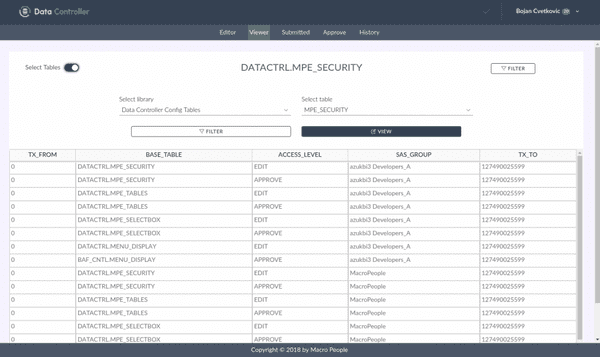 Data Controller
Bojan Cvetkovic
Editor Viewer Submitted Approve History
Select Tables
DATACTRL.MPE_SECURITY
FILTER
Select library Select table
Data Controller Config Tables MPE_SECURITY
FILTER VIEW
TX_FROM BASE_TABLE ACCESS_LEVEL SAS_GROUP TX_TO
0 DATACTRL.MPE_SECURITY EDIT azukbi3 Developers_A 127490025599
0 DATACTRL.MPE_SECURITY APPROVE azukbi3 Developers_A 127490025599
0 DATACTRL.MPE_TABLES EDIT azukbi3 Developers_A 127490025599
0 DATACTRL.MPE_TABLES APPROVE azukbi3 Developers_A 127490025599
0 DATACTRL.MPE_SELECTBOX EDIT azukbi3 Developers_A 127490025599
0 DATACTRL.MPE_SELECTBOX APPROVE azukbi3 Developers_A 127490025599
0 DATACTRL.MENU_DISPLAY EDIT azukbi3 Developers_A 127490025599
0 BAF_CNTL.MENU_DISPLAY APPROVE azukbi3 Developers_A 127490025599
0 DATACTRL.MPE_SECURITY EDIT MacroPeople 127490025599
0 DATACTRL.MPE_SECURITY APPROVE MacroPeople 127490025599
0 DATACTRL.MPE_TABLES EDIT MacroPeople 127490025599
0 DATACTRL.MPE_TABLES APPROVE MacroPeople 127490025599
0 DATACTRL.MPE_SELECTBOX EDIT MacroPeople 127490025599
0 DATACTRL.MPE_SELECTBOX APPROVE MacroPeople 127490025599
Copyright © 2018 by Macro People